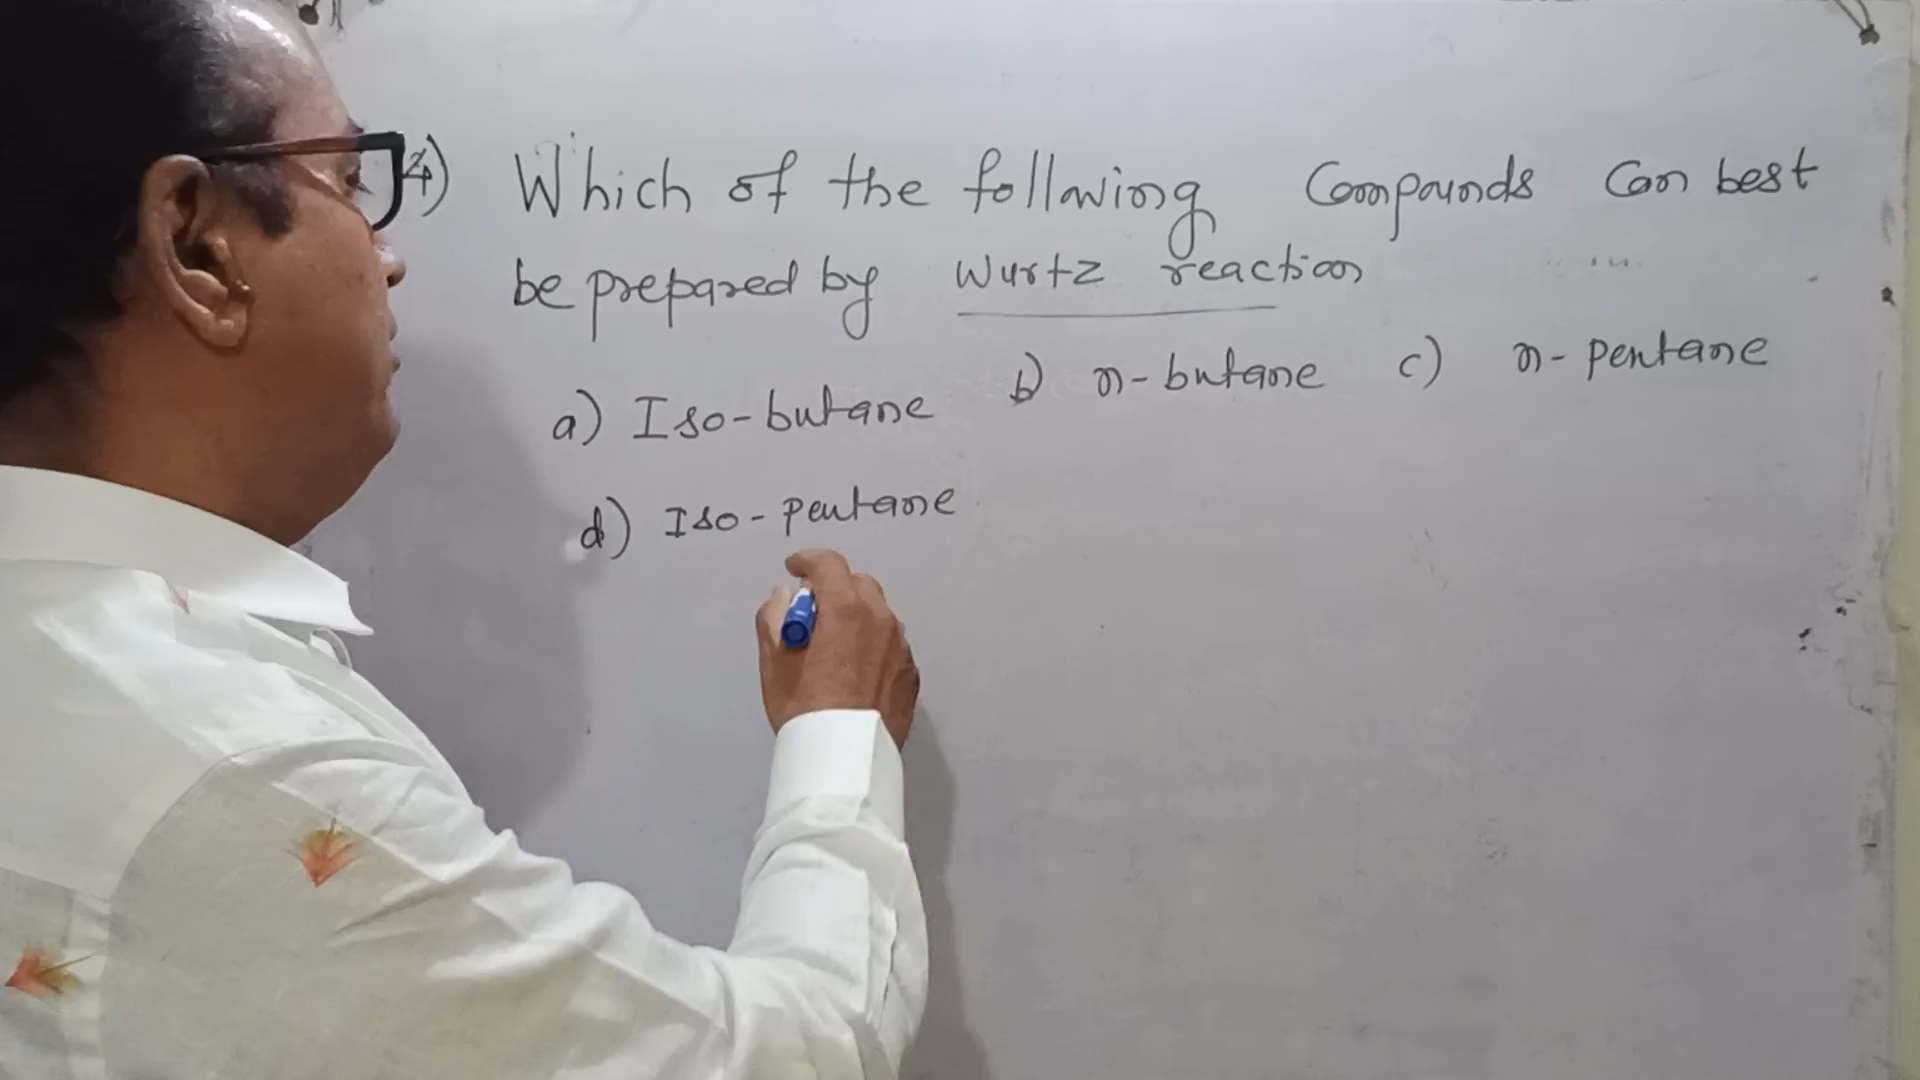 4) Which of the following Compounds Can best
be prepared by Wurtz reaction
a) Iso-butane b) n-butane c) n-pentane
d) Iso-pentane